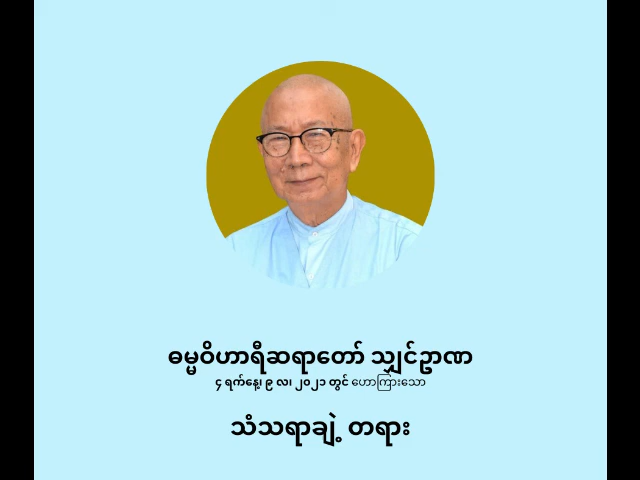 ဓမ္မဝိဟာရီဆရာတော် သျှင်ဥာဏ
၄ ရက်နေ့၊ ၉ လ၊ ၂၀၂၁ တွင် ဟောကြားသော
သံသရာချဲ့ တရား